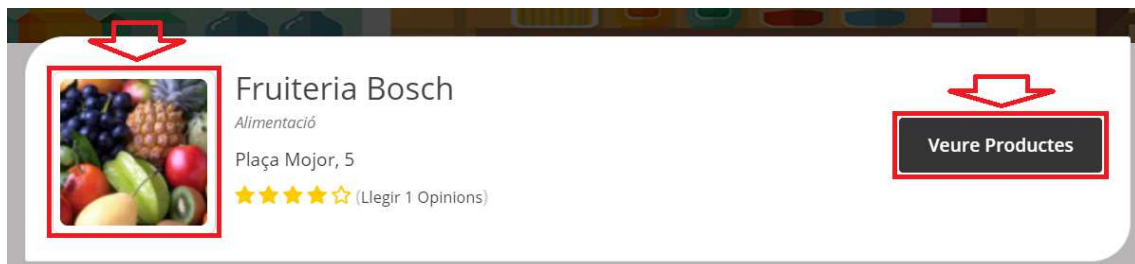 Fruiteria Bosch
Alimentació
Plaça Mojor, 5
(Llegir 1 Opinions)
Veure Productes